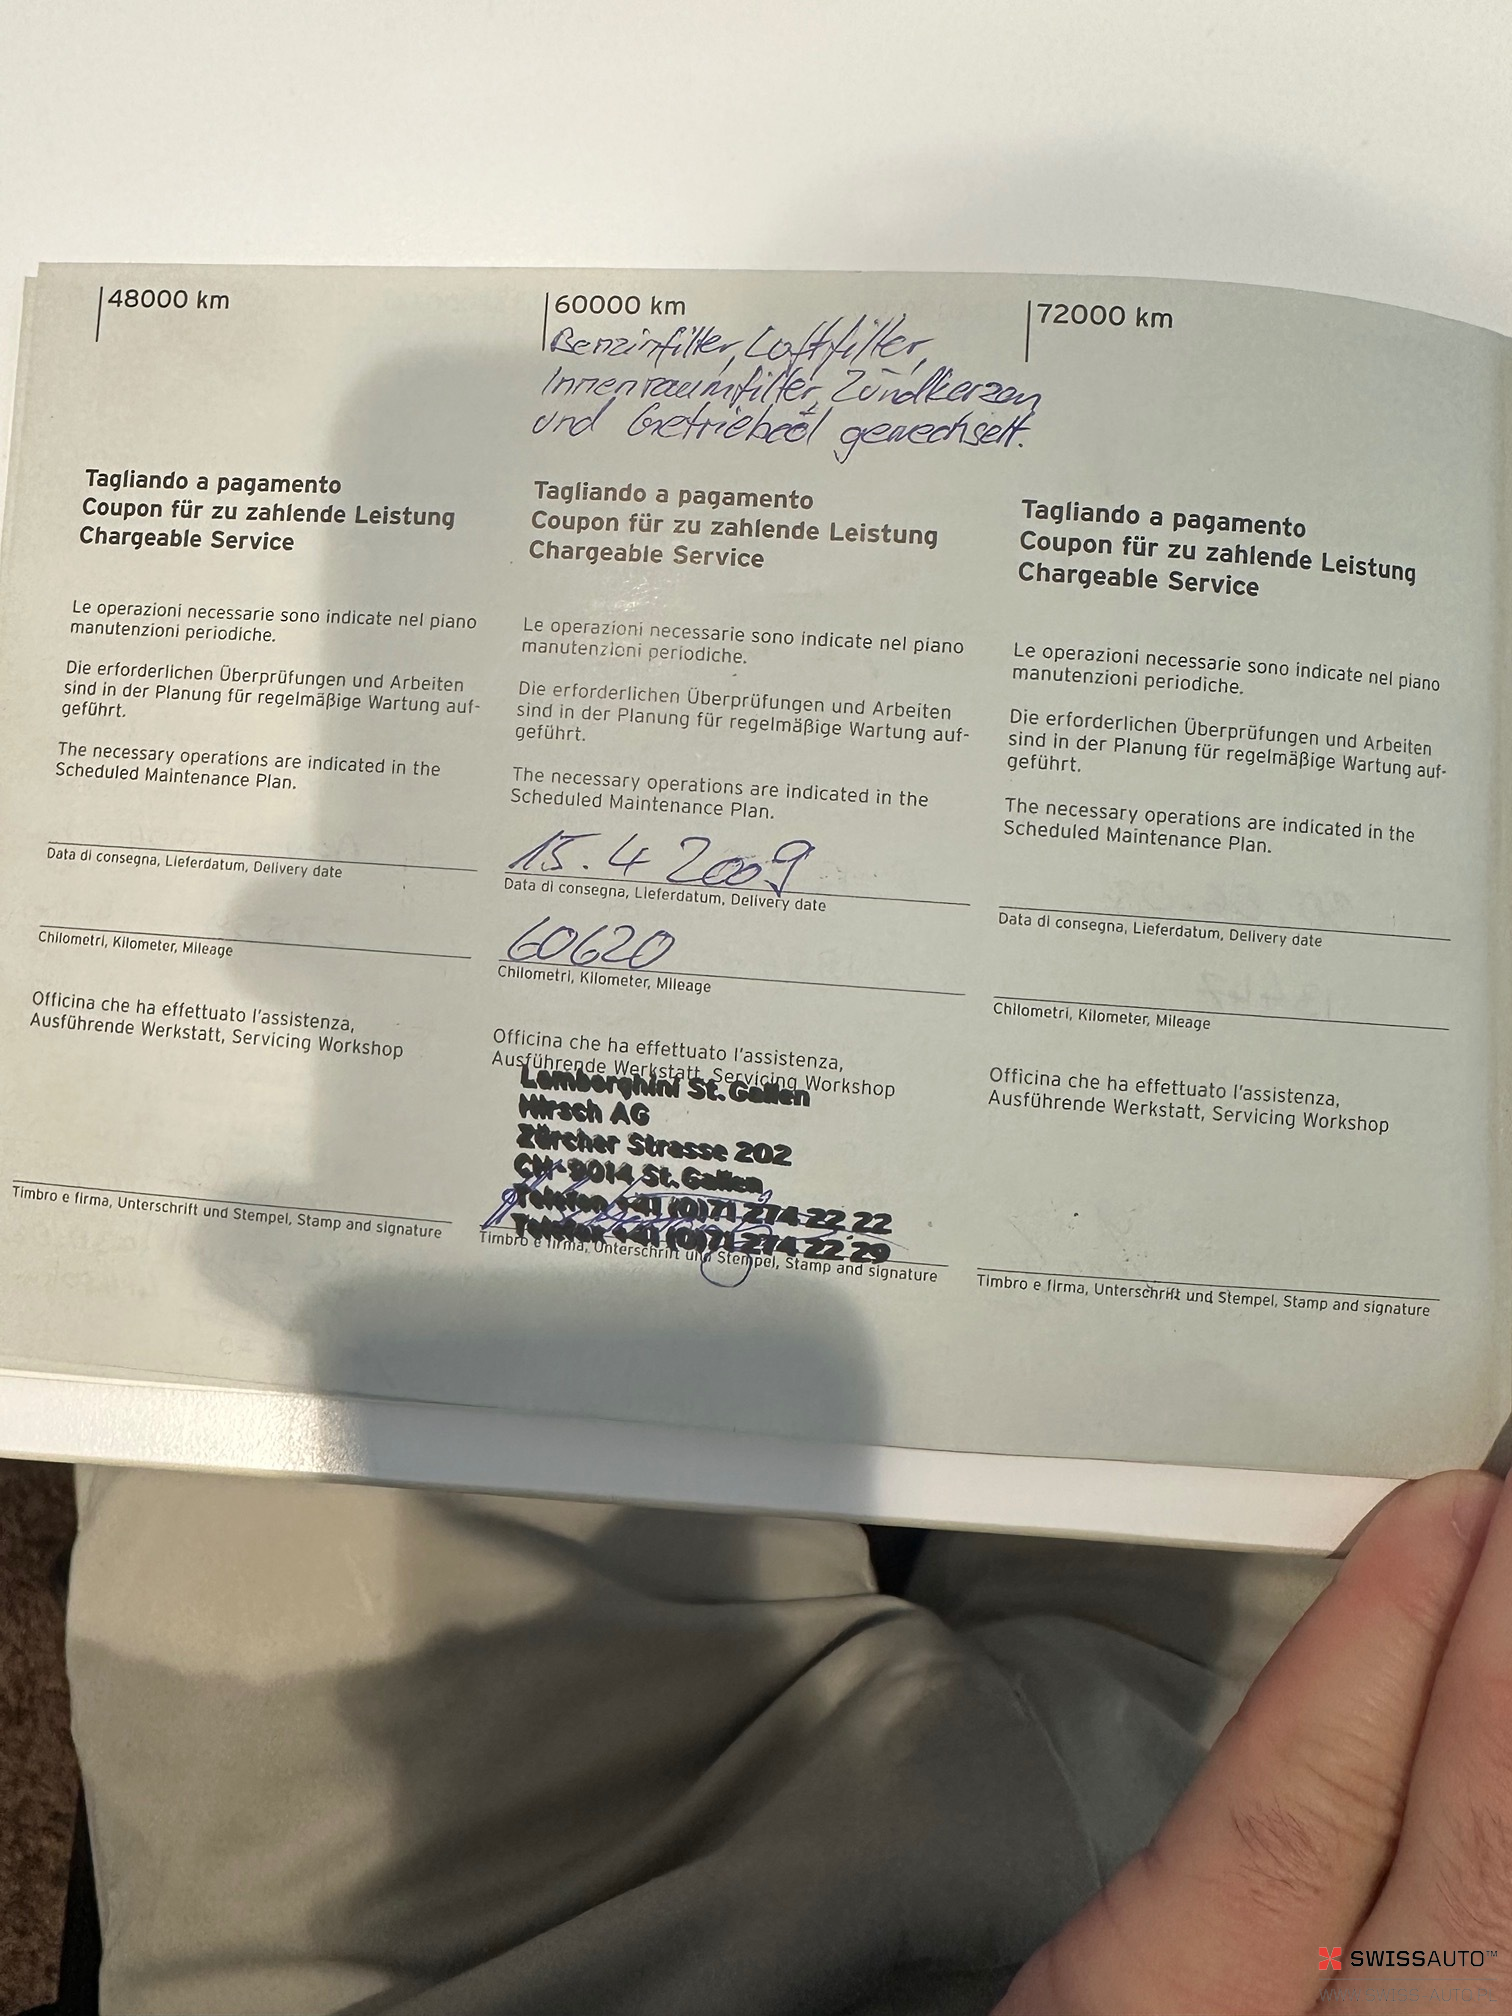 48000 km
Tagliando a pagamento
Coupon für zu zahlende Leistung
Chargeable Service
Le operazioni necessarie sono indicate nel piano
manutenzioni periodiche.
Die erforderlichen Überprüfungen und Arbeiten
sind in der Planung für regelmäßige Wartung auf-
geführt.
The necessary operations are indicated in the
Scheduled Maintenance Plan.
Data di consegna, Lieferdatum, Delivery date
Chilometri, Kilometer, Mileage
Officina che ha effettuato l'assistenza,
Ausführende Werkstatt, Servicing Workshop
Timbro e firma, Unterschrift und Stempel, Stamp and signature
60000 km
Benzinfilter, Luftfilter,
Innenraumfilter, Zündkerzen
und Getriebeöl gewechselt.
Tagliando a pagamento
Coupon für zu zahlende Leistung
Chargeable Service
Le operazioni necessarie sono indicate nel piano
manutenzioni periodiche.
Die erforderlichen Überprüfungen und Arbeiten
sind in der Planung für regelmäßige Wartung auf-
geführt.
The necessary operations are indicated in the
Scheduled Maintenance Plan.
15.4 2009
Data di consegna, Lieferdatum, Delivery date
60620
Chilometri, Kilometer, Mileage
Officina che ha effettuato l'assistenza,
Ausführende Werkstatt, Servicing Workshop
Lamborghini St. Gallen
Hirsch AG
Zürcher Strasse 202
CH-9014 St. Gallen
Telefon +41 (0)71 274 22 22
Telefax +41 (0)71 274 22 29
Timbro e firma, Unterschrift und Stempel, Stamp and signature
72000 km
Tagliando a pagamento
Coupon für zu zahlende Leistung
Chargeable Service
Le operazioni necessarie sono indicate nel piano
manutenzioni periodiche.
Die erforderlichen Überprüfungen und Arbeiten
sind in der Planung für regelmäßige Wartung auf-
geführt.
The necessary operations are indicated in the
Scheduled Maintenance Plan.
Data di consegna, Lieferdatum, Delivery date
Chilometri, Kilometer, Mileage
Officina che ha effettuato l'assistenza,
Ausführende Werkstatt, Servicing Workshop
Timbro e firma, Unterschrift und Stempel, Stamp and signature
SWISSAUTO™